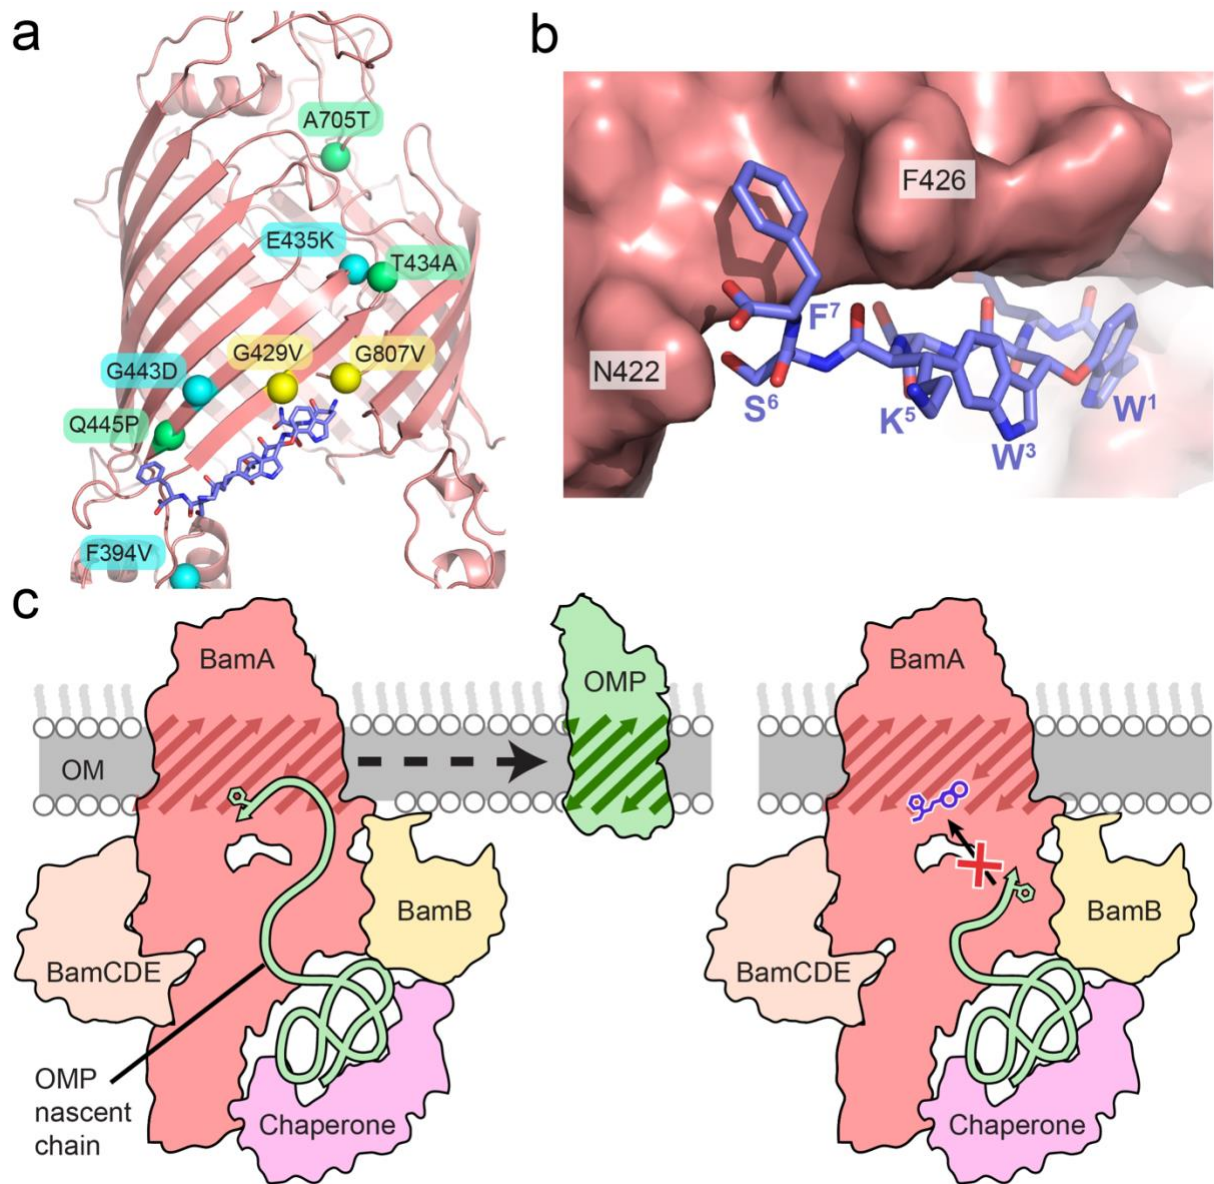 a
A705T
E435K
T434A
G429V
G807V
G443D
Q445P
F394V
b
F426
F⁷
N422
S⁶
K⁵
W³
W¹
c
BamA
OMP
OM
BamB
BamCDE
OMP
nascent
chain
Chaperone
BamA
BamB
BamCDE
Chaperone